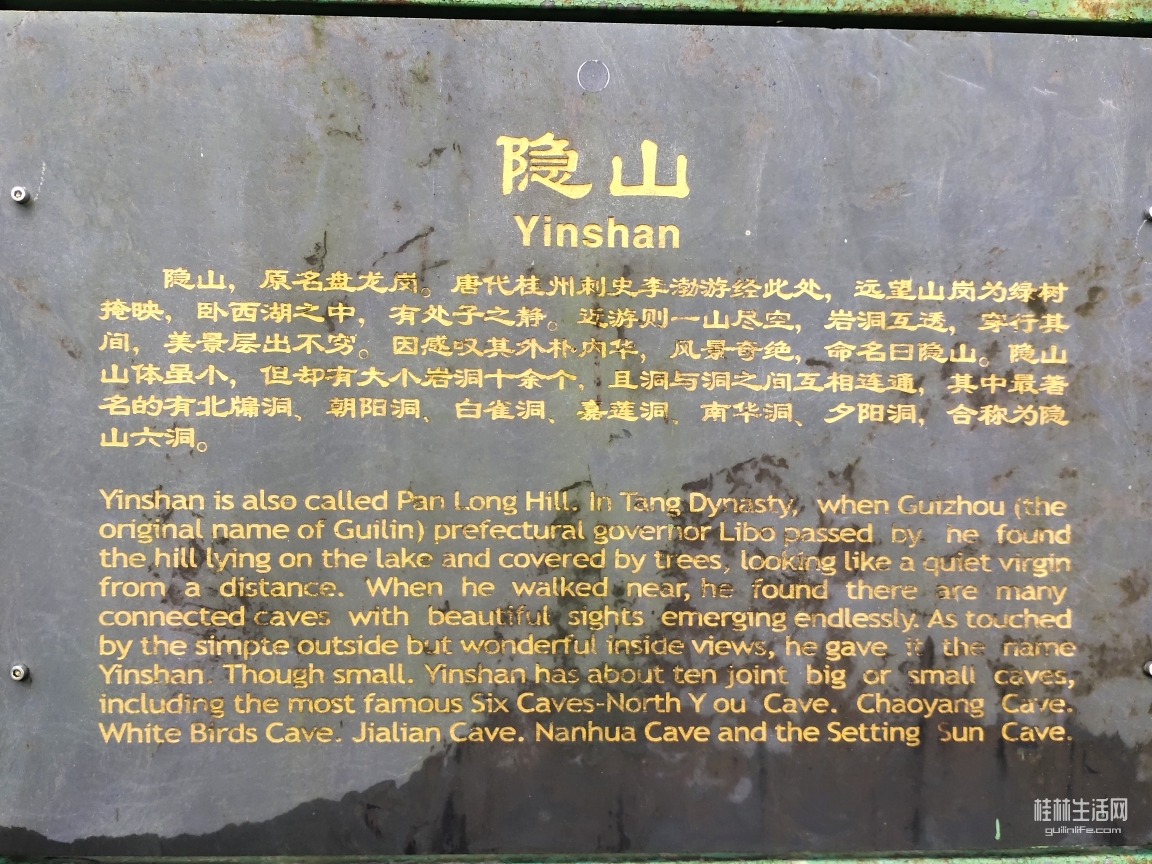 隐山
Yinshan
隐山，原名盘龙岗。唐代桂州刺史李渤游经此处，远望山岗为绿树
掩映，卧西湖之中，有处子之静。近游则一山尽空，岩洞互透，穿行其
间，美景层出不穷。因感叹其外朴内华，风景奇绝，命名曰隐山。隐山
山体虽小，但却有大小岩洞十余个，且洞与洞之间互相连通，其中最著
名的有北牖洞、朝阳洞、白雀洞、嘉莲洞、南华洞、夕阳洞，合称为隐
山六洞。
Yinshan is also called Pan Long Hill. In Tang Dynasty, when Guizhou (the
original name of Guilin) prefectural governor Libo passed by. he found
the hill lying on the lake and covered by trees, looking like a quiet virgin
from a distance. When he walked near, he found there are many
connected caves with beautiful sights emerging endlessly. As touched
by the simpte outside but wonderful inside views, he gave it the name
Yinshan. Though small. Yinshan has about ten joint big or small caves,
including the most famous Six Caves-North Y ou Cave. Chaoyang Cave.
White Birds Cave. Jialian Cave. Nanhua Cave and the Setting Sun Cave.
桂林生活网
guilinlife.com